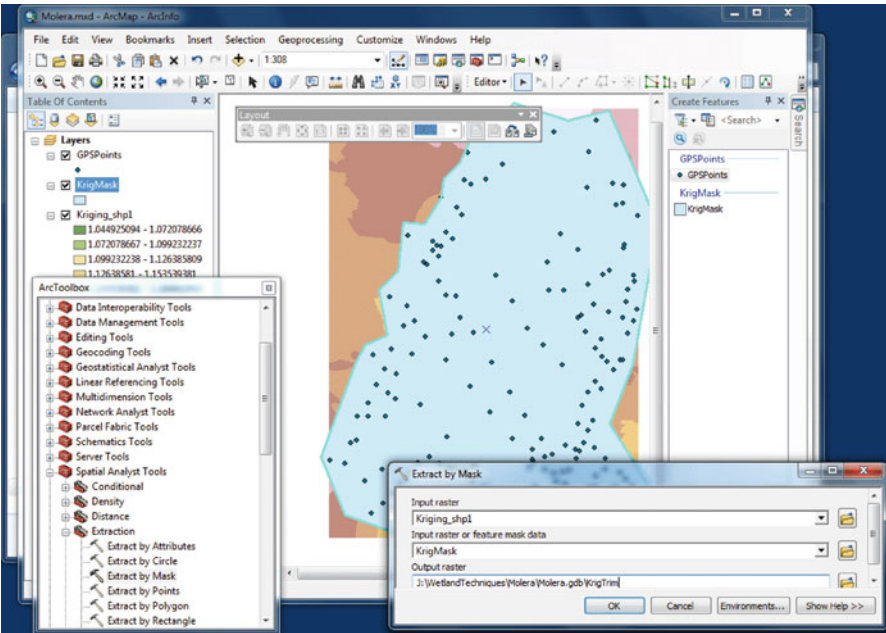 Molera.mxd - ArcMap - ArcInfo
File Edit View Bookmarks Insert Selection Geoprocessing Customize Windows Help
1:308
Editor
Table Of Contents
Layers
GPSPoints
KrigMask
Kriging_shp1
1.044925094 - 1.072078666
1.072078667 - 1.099232237
1.099232238 - 1.126385809
1.12638581 - 1.153539381
Layout
Create Features
<Search>
GPSPoints
GPSPoints
KrigMask
KrigMask
Search
ArcToolbox
Data Interoperability Tools
Data Management Tools
Editing Tools
Geocoding Tools
Geostatistical Analyst Tools
Linear Referencing Tools
Multidimension Tools
Network Analyst Tools
Parcel Fabric Tools
Schematics Tools
Server Tools
Spatial Analyst Tools
Conditional
Density
Distance
Extraction
Extract by Attributes
Extract by Circle
Extract by Mask
Extract by Points
Extract by Polygon
Extract by Rectangle
Extract by Mask
Input raster
Kriging_shp1
Input raster or feature mask data
KrigMask
Output raster
J:\WetlandTechniques\Molera\Molera.gdb\KrigTrim
OK Cancel Environments... Show Help >>